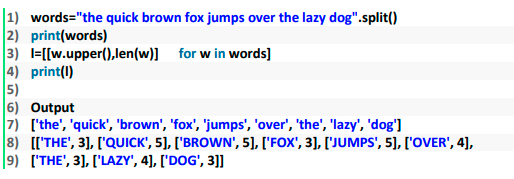 1) words="the quick brown fox jumps over the lazy dog".split()
2) print(words)
3) l=[[w.upper(),len(w)] for w in words]
4) print(l)
5)
6) Output
7) ['the', 'quick', 'brown', 'fox', 'jumps', 'over', 'the', 'lazy', 'dog']
8) [['THE', 3], ['QUICK', 5], ['BROWN', 5], ['FOX', 3], ['JUMPS', 5], ['OVER', 4],
9) ['THE', 3], ['LAZY', 4], ['DOG', 3]]